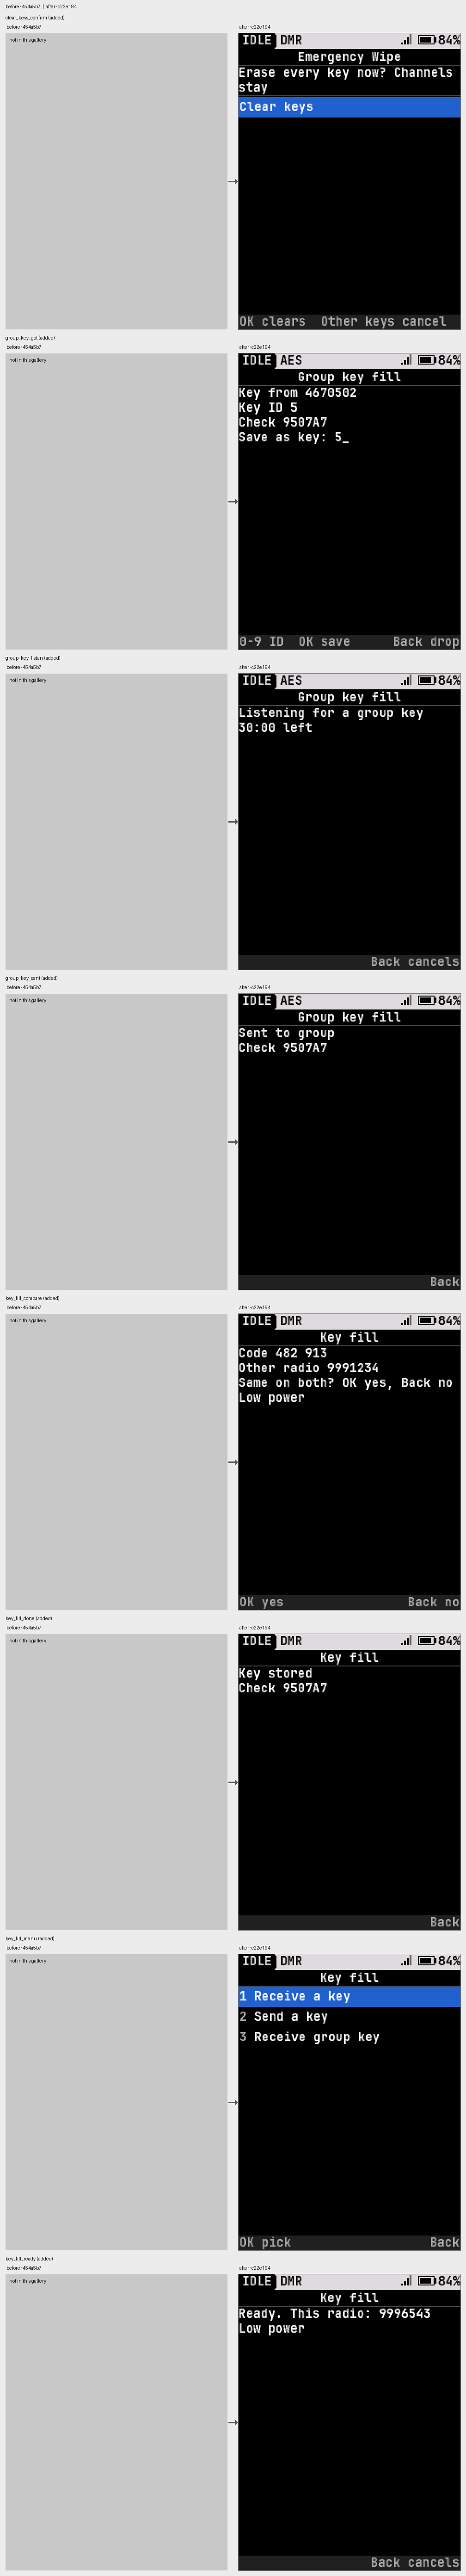 before · 454a5b7 | after · c22e194
clear_keys_confirm (added)
before · 454a5b7
after · c22e194
not in this gallery
IDLE DMR 84%
Emergency Wipe
Erase every key now? Channels
stay
Clear keys
→
OK clears Other keys cancel
group_key_got (added)
before · 454a5b7
after · c22e194
not in this gallery
IDLE AES 84%
Group key fill
Key from 4670502
Key ID 5
Check 9507A7
Save as key: 5_
→
0-9 ID OK save Back drop
group_key_listen (added)
before · 454a5b7
after · c22e194
not in this gallery
IDLE AES 84%
Group key fill
Listening for a group key
30:00 left
→
Back cancels
group_key_sent (added)
before · 454a5b7
after · c22e194
not in this gallery
IDLE AES 84%
Group key fill
Sent to group
Check 9507A7
→
Back
key_fill_compare (added)
before · 454a5b7
after · c22e194
not in this gallery
IDLE DMR 84%
Key fill
Code 482 913
Other radio 9991234
Same on both? OK yes, Back no
Low power
→
OK yes Back no
key_fill_done (added)
before · 454a5b7
after · c22e194
not in this gallery
IDLE DMR 84%
Key fill
Key stored
Check 9507A7
→
Back
key_fill_menu (added)
before · 454a5b7
after · c22e194
not in this gallery
IDLE DMR 84%
Key fill
1 Receive a key
2 Send a key
3 Receive group key
→
OK pick Back
key_fill_ready (added)
before · 454a5b7
after · c22e194
not in this gallery
IDLE DMR 84%
Key fill
Ready. This radio: 9996543
Low power
→
Back cancels